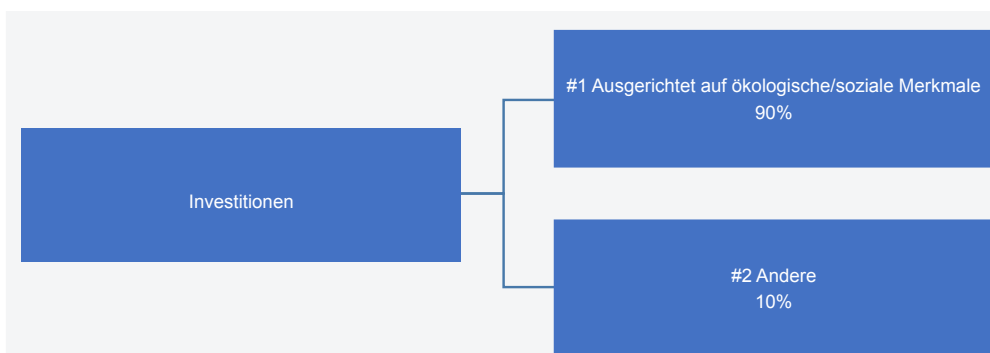 #1 Ausgerichtet auf ökologische/soziale Merkmale
90%
Investitionen
#2 Andere
10%